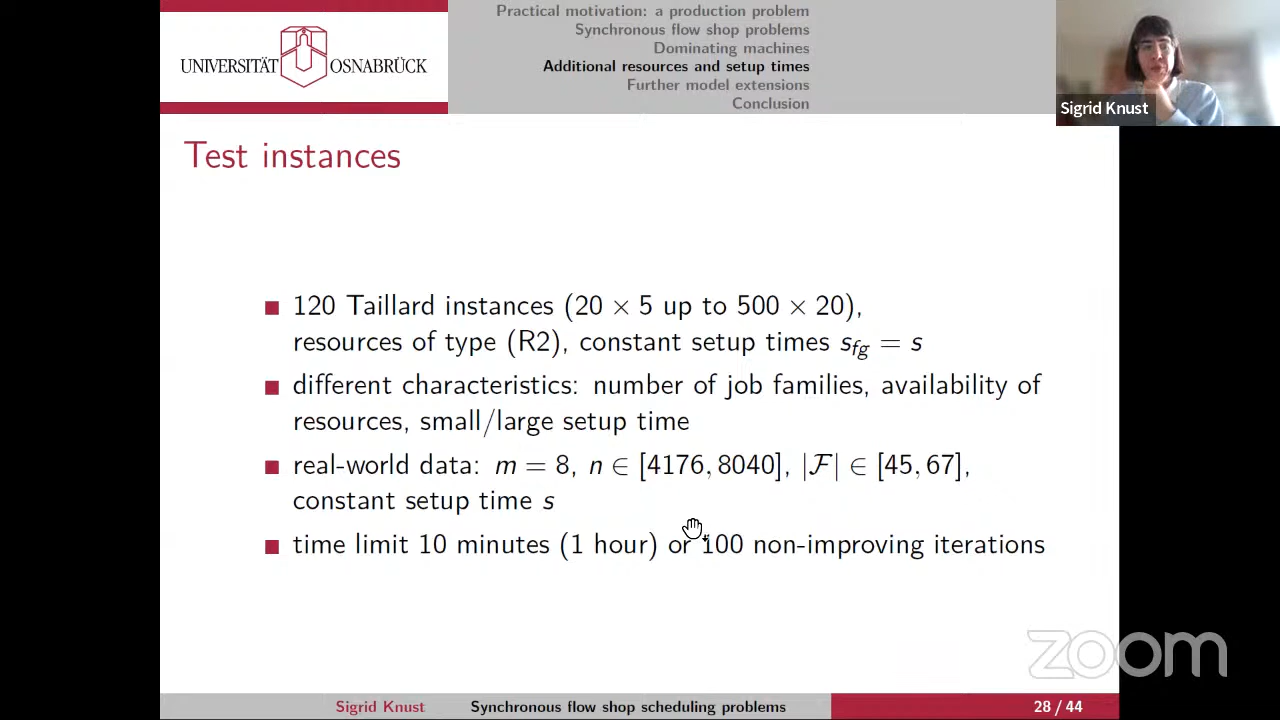 UNIVERSITÄT OSNABRÜCK
Practical motivation: a production problem
Synchronous flow shop problems
Dominating machines
Additional resources and setup times
Further model extensions
Conclusion
Sigrid Knust
Test instances
120 Taillard instances (20 × 5 up to 500 × 20),
resources of type (R2), constant setup times s_fg = s
different characteristics: number of job families, availability of
resources, small/large setup time
real-world data: m = 8, n ∈ [4176, 8040], |ℱ| ∈ [45, 67],
constant setup time s
time limit 10 minutes (1 hour) or 100 non-improving iterations
zoom
Sigrid Knust Synchronous flow shop scheduling problems 28 / 44